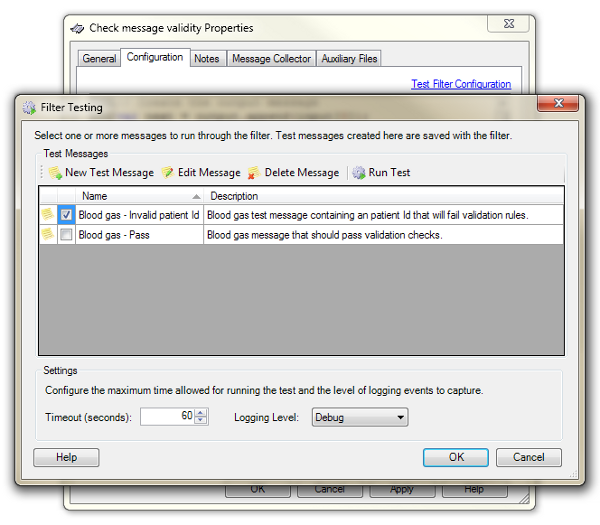 Check message validity Properties
General Configuration Notes Message Collector Auxiliary Files
Test Filter Configuration
Filter Testing
Select one or more messages to run through the filter. Test messages created here are saved with the filter.
Test Messages
New Test Message Edit Message Delete Message Run Test
Name Description
Blood gas - Invalid patient Id Blood gas test message containing an patient Id that will fail validation rules.
Blood gas - Pass Blood gas message that should pass validation checks.
Settings
Configure the maximum time allowed for running the test and the level of logging events to capture.
Timeout (seconds): 60 Logging Level: Debug
Help OK Cancel
OK Cancel Apply Help